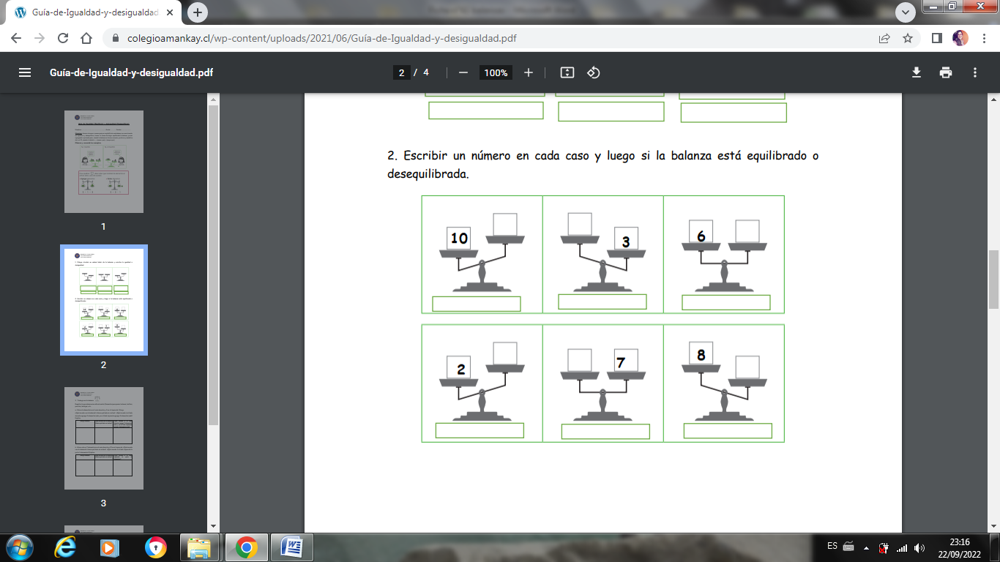 Guía-de-Igualdad-y-desigualdad
colegioamankay.cl/wp-content/uploads/2021/06/Guía-de-Igualdad-y-desigualdad.pdf
Guía-de-Igualdad-y-desigualdad.pdf
2 / 4
100%
1
2
3
2. Escribir un número en cada caso y luego si la balanza está equilibrado o
desequilibrada.
10
3
6
2
7
8
ES
23:16
22/09/2022